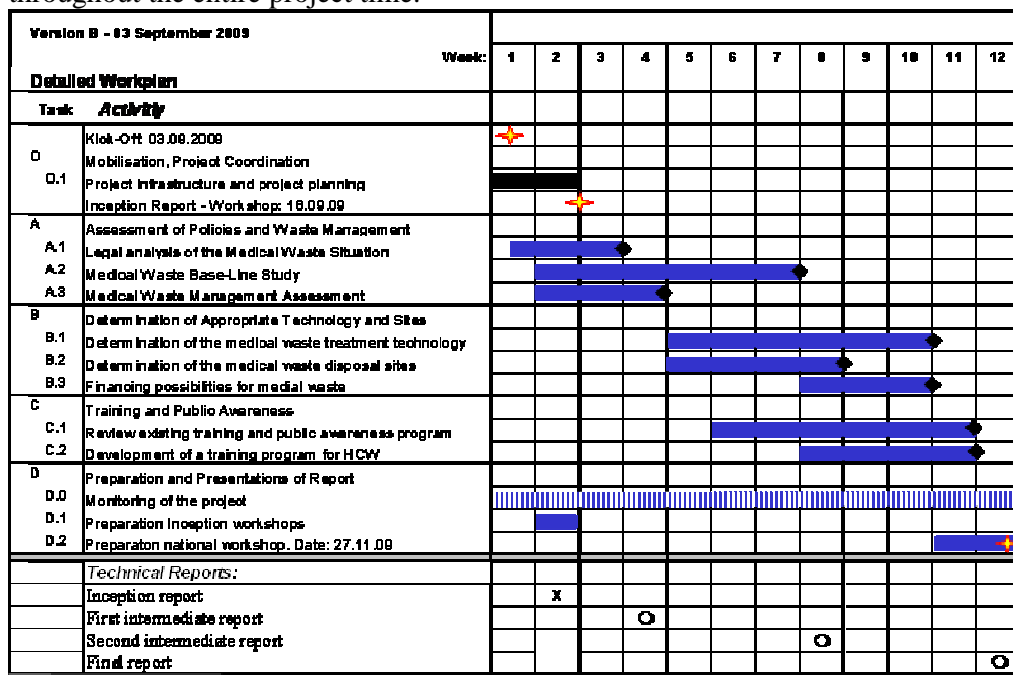 throughout the entire project time.
Version B - 03 September 2009
Week: 1 2 3 4 5 6 7 8 9 10 11 12
Detailed Workplan
Task Activity
Kick-Off 03.09.2009
O Mobilisation, Project Coordination
O.1 Project infrastructure and project planning
Inception Report - Workshop: 16.09.09
A Assessment of Policies and Waste Management
A.1 Legal analysis of the Medical Waste Situation
A.2 Medical Waste Base-Line Study
A.3 Medical Waste Management Assessment
B Determination of Appropriate Technology and Sites
B.1 Determination of the medical waste treatment technology
B.2 Determination of the medical waste disposal sites
B.3 Financing possibilities for medial waste
C Training and Public Awareness
C.1 Review existing training and public awareness program
C.2 Development of a training program for HCW
D Preparation and Presentations of Report
D.0 Monitoring of the project
D.1 Preparation Inception workshops
D.2 Preparaton national workshop. Date: 27.11.09
Technical Reports:
Inception report X
First intermediate report O
Second intermediate report O
Final report O